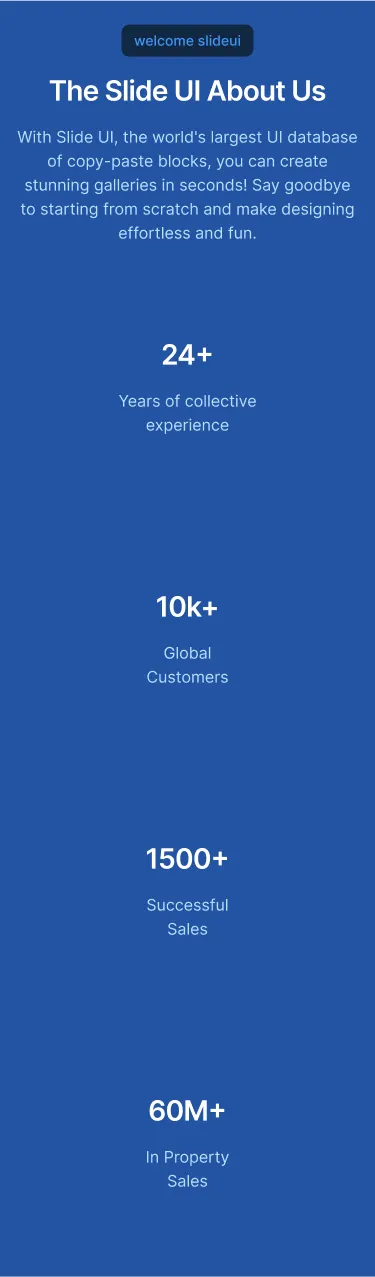 welcome slideui
The Slide UI About Us
With Slide UI, the world's largest UI database
of copy-paste blocks, you can create
stunning galleries in seconds! Say goodbye
to starting from scratch and make designing
effortless and fun.
24+
Years of collective
experience
10k+
Global
Customers
1500+
Successful
Sales
60M+
In Property
Sales